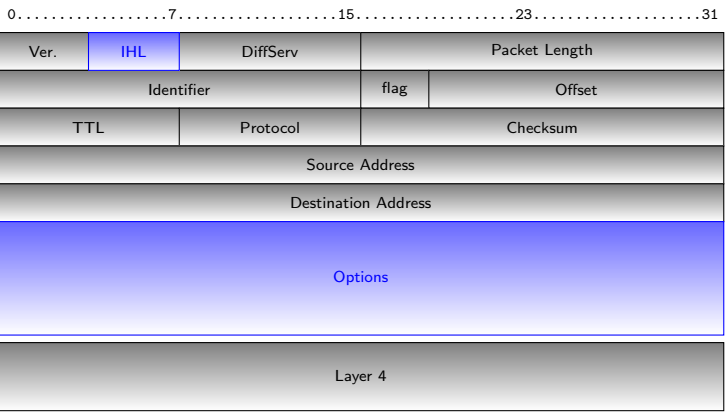 0.......................7.......................15.......................23.......................31
Ver. IHL DiffServ Packet Length
Identifier flag Offset
TTL Protocol Checksum
Source Address
Destination Address
Options
Layer 4